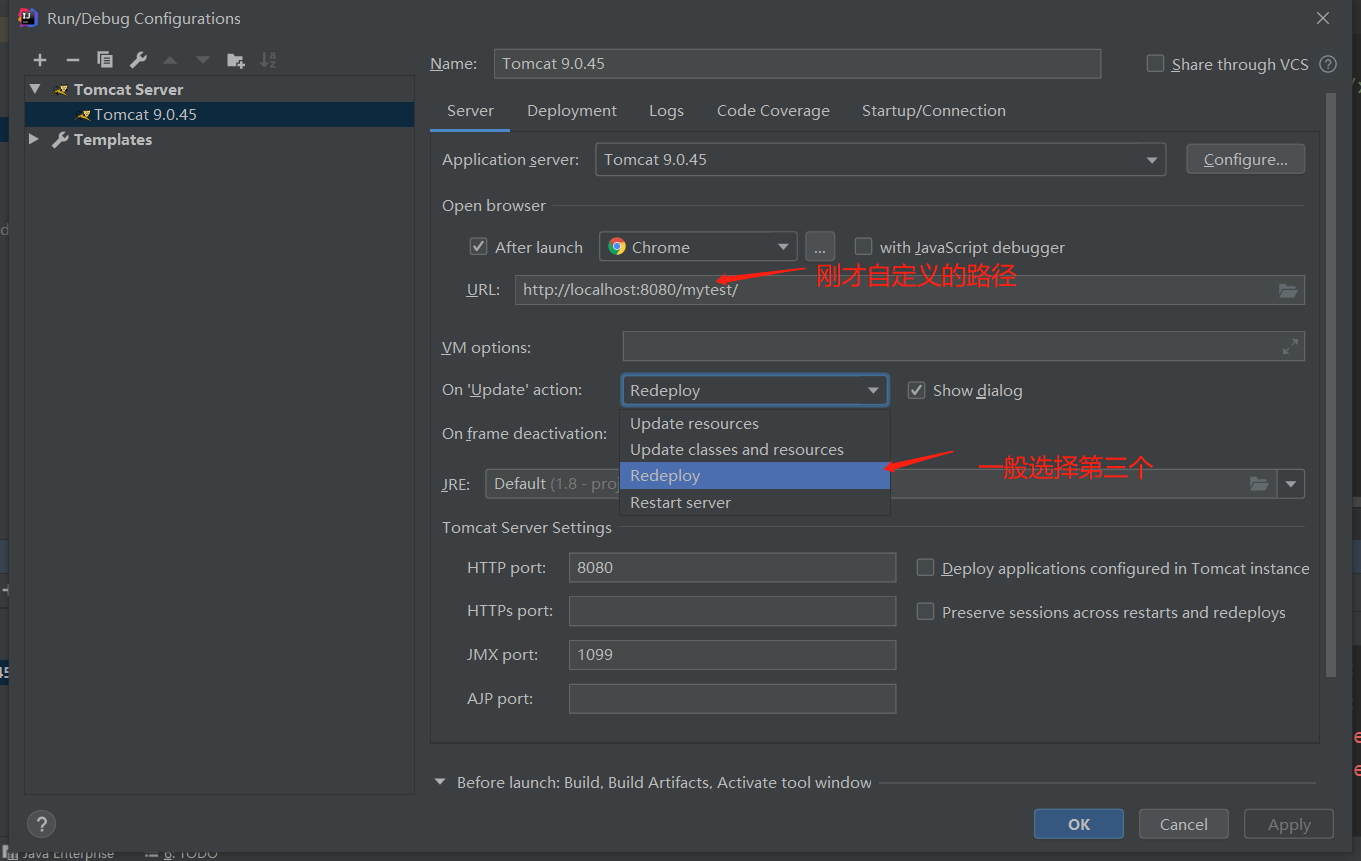 Run/Debug Configurations
Tomcat Server
Tomcat 9.0.45
Templates
Name: Tomcat 9.0.45
Share through VCS
Server Deployment Logs Code Coverage Startup/Connection
Application server: Tomcat 9.0.45 Configure...
Open browser
After launch Chrome ... with JavaScript debugger
刚才自定义的路径
URL: http://localhost:8080/mytest/
VM options:
On 'Update' action: Redeploy Show dialog
Update resources
On frame deactivation:
Update classes and resources
一般选择第三个
Redeploy
JRE: Default (1.8 - proj
Restart server
Tomcat Server Settings
HTTP port: 8080 Deploy applications configured in Tomcat instance
HTTPs port: Preserve sessions across restarts and redeploys
JMX port: 1099
AJP port:
Before launch: Build, Build Artifacts, Activate tool window
? OK Cancel Apply
Java Enterprise 6: TODO